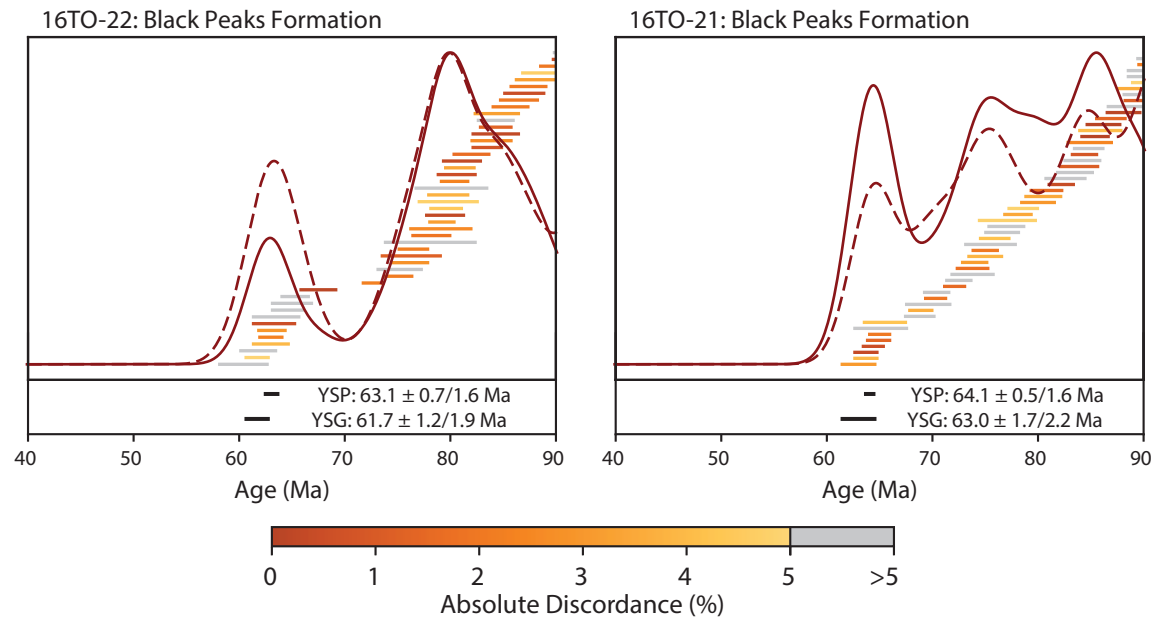 16TO-22: Black Peaks Formation
YSP: 63.1 ± 0.7/1.6 Ma
YSG: 61.7 ± 1.2/1.9 Ma
40 50 60 70 80 90
Age (Ma)
16TO-21: Black Peaks Formation
YSP: 64.1 ± 0.5/1.6 Ma
YSG: 63.0 ± 1.7/2.2 Ma
40 50 60 70 80 90
Age (Ma)
0 1 2 3 4 5 >5
Absolute Discordance (%)